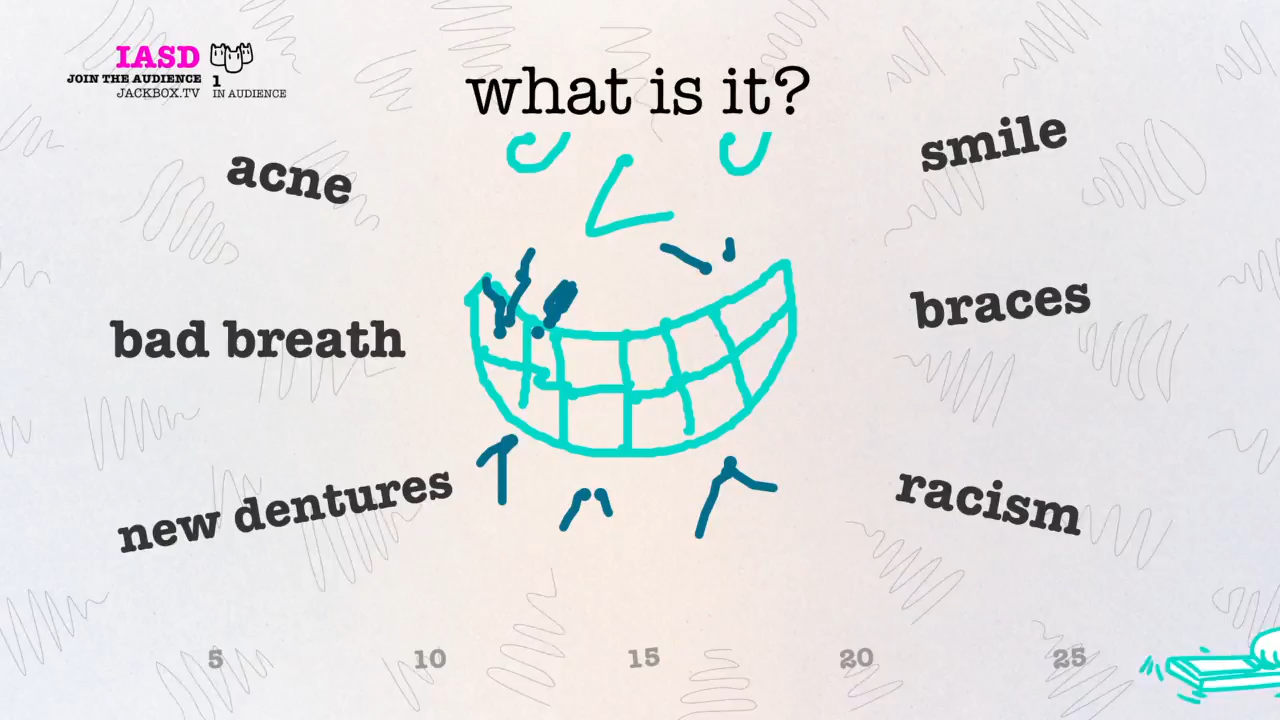 IASD
JOIN THE AUDIENCE 1
JACKBOX.TV IN AUDIENCE
what is it?
acne
smile
bad breath
braces
new dentures
racism
5 10 15 20 25